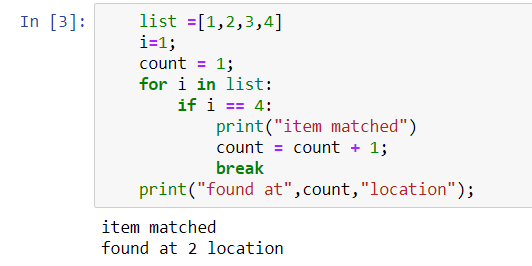 In [3]: list =[1,2,3,4]
i=1;
count = 1;
for i in list:
if i == 4:
print("item matched")
count = count + 1;
break
print("found at",count,"location");
item matched
found at 2 location